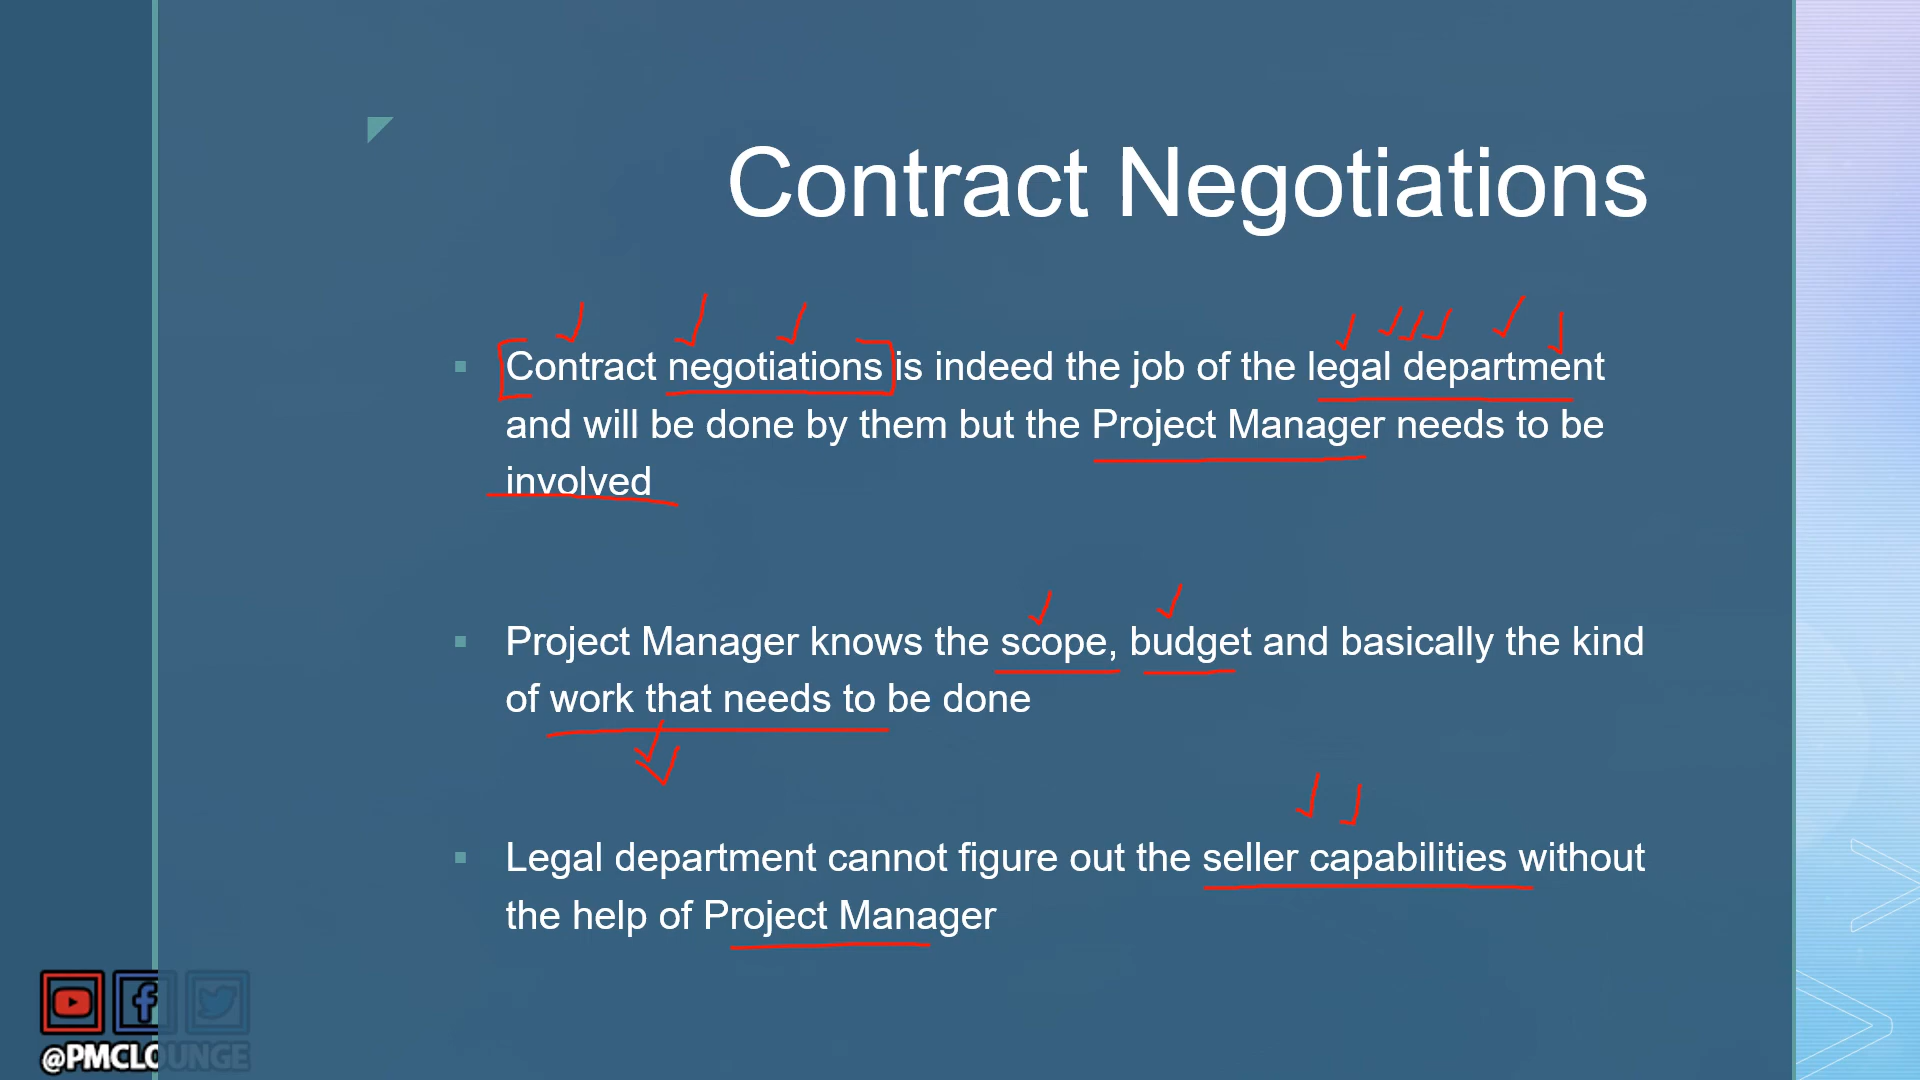 Contract Negotiations
Contract negotiations is indeed the job of the legal department
and will be done by them but the Project Manager needs to be
involved
Project Manager knows the scope, budget and basically the kind
of work that needs to be done
Legal department cannot figure out the seller capabilities without
the help of Project Manager
@PMCLOUNGE